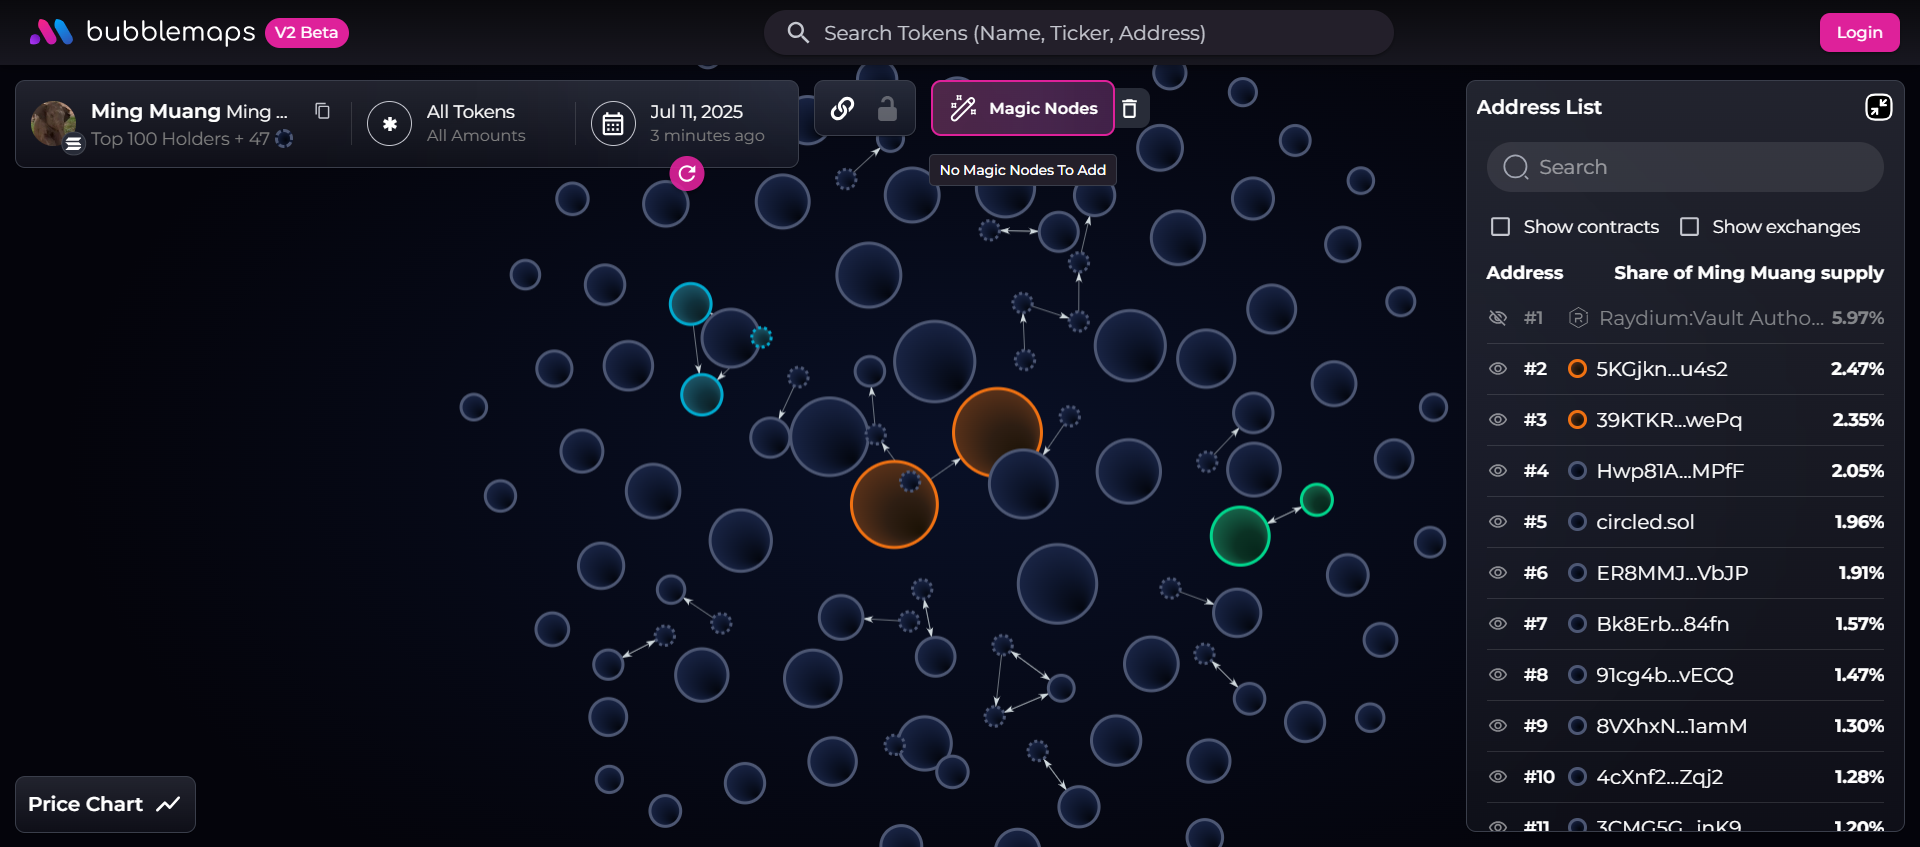 bubblemaps V2 Beta
Search Tokens (Name, Ticker, Address)
Login
Ming Muang Ming ...
Top 100 Holders + 47
All Tokens
All Amounts
Jul 11, 2025
3 minutes ago
Magic Nodes
No Magic Nodes To Add
Address List
Search
Show contracts Show exchanges
Address Share of Ming Muang supply
#1 Raydium:Vault Autho... 5.97%
#2 5KGjkn...u4s2 2.47%
#3 39KTKR...wePq 2.35%
#4 Hwp81A...MPfF 2.05%
#5 circled.sol 1.96%
#6 ER8MMJ...VbJP 1.91%
#7 Bk8Erb...84fn 1.57%
#8 91cg4b...vECQ 1.47%
#9 8VXhxN...1amM 1.30%
#10 4cXnf2...Zqj2 1.28%
#11 3CMG5G...jnK9 1.20%
Price Chart